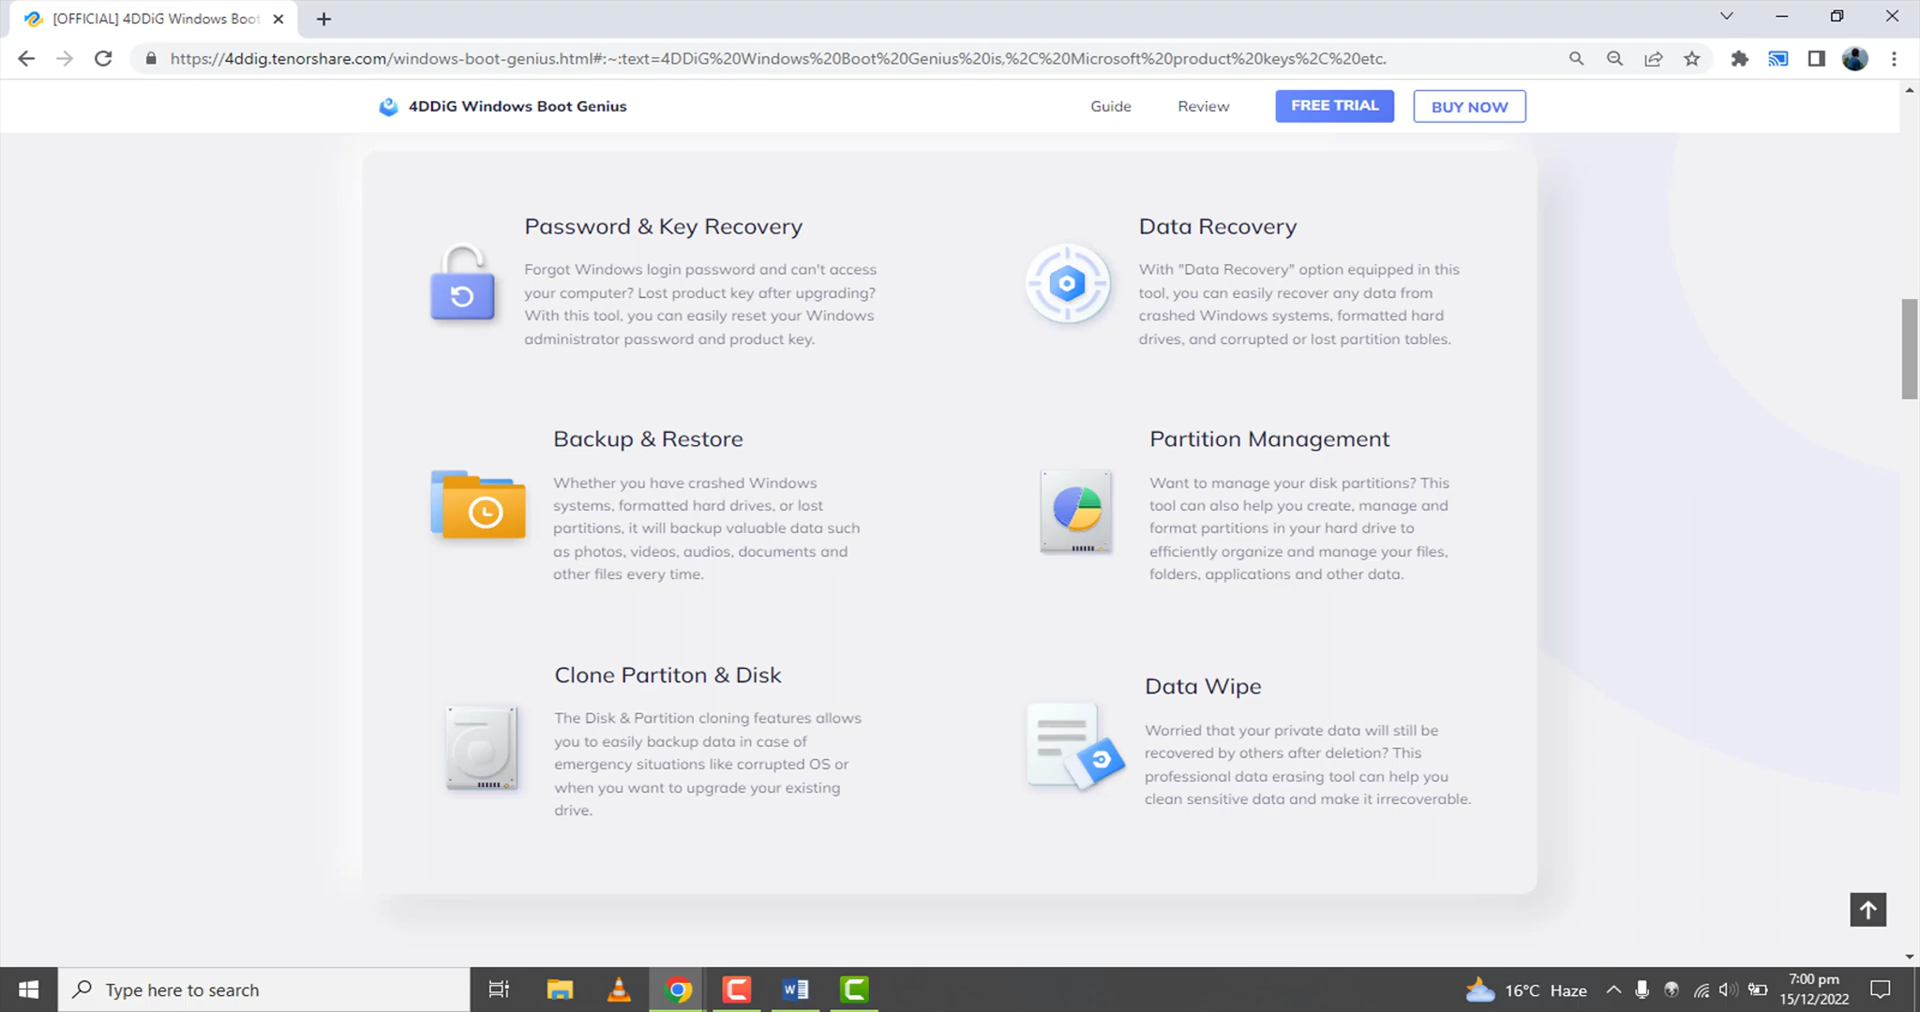 [OFFICIAL] 4DDiG Windows Boot
https://4ddig.tenorshare.com/windows-boot-genius.html#:~:text=4DDiG%20Windows%20Boot%20Genius%20is,%2C%20Microsoft%20product%20keys%2C%20etc.
4DDiG Windows Boot Genius
Guide
Review
FREE TRIAL
BUY NOW
Password & Key Recovery
Forgot Windows login password and can't access
your computer? Lost product key after upgrading?
With this tool, you can easily reset your Windows
administrator password and product key.
Data Recovery
With "Data Recovery" option equipped in this
tool, you can easily recover any data from
crashed Windows systems, formatted hard
drives, and corrupted or lost partition tables.
Backup & Restore
Whether you have crashed Windows
systems, formatted hard drives, or lost
partitions, it will backup valuable data such
as photos, videos, audios, documents and
other files every time.
Partition Management
Want to manage your disk partitions? This
tool can also help you create, manage and
format partitions in your hard drive to
efficiently organize and manage your files,
folders, applications and other data.
Clone Partiton & Disk
The Disk & Partition cloning features allows
you to easily backup data in case of
emergency situations like corrupted OS or
when you want to upgrade your existing
drive.
Data Wipe
Worried that your private data will still be
recovered by others after deletion? This
professional data erasing tool can help you
clean sensitive data and make it irrecoverable.
Type here to search
16°C Haze
7:00 pm
15/12/2022